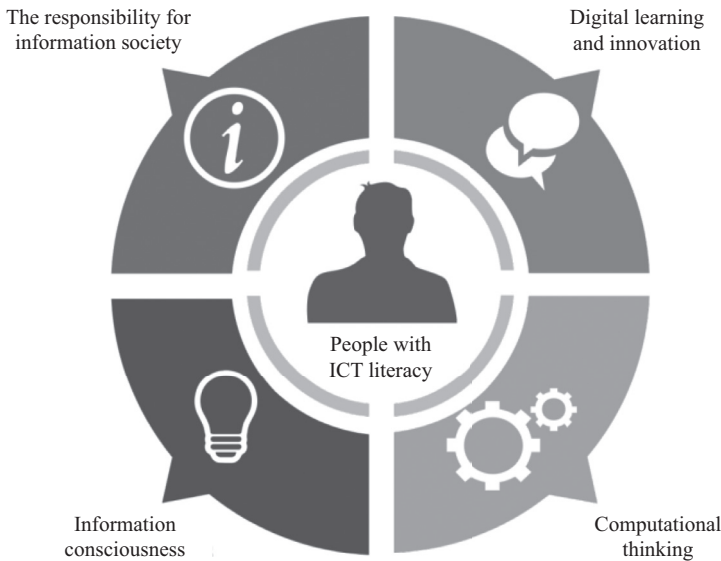 The responsibility for
information society
Digital learning
and innovation
i
People with
ICT literacy
Information
consciousness
Computational
thinking